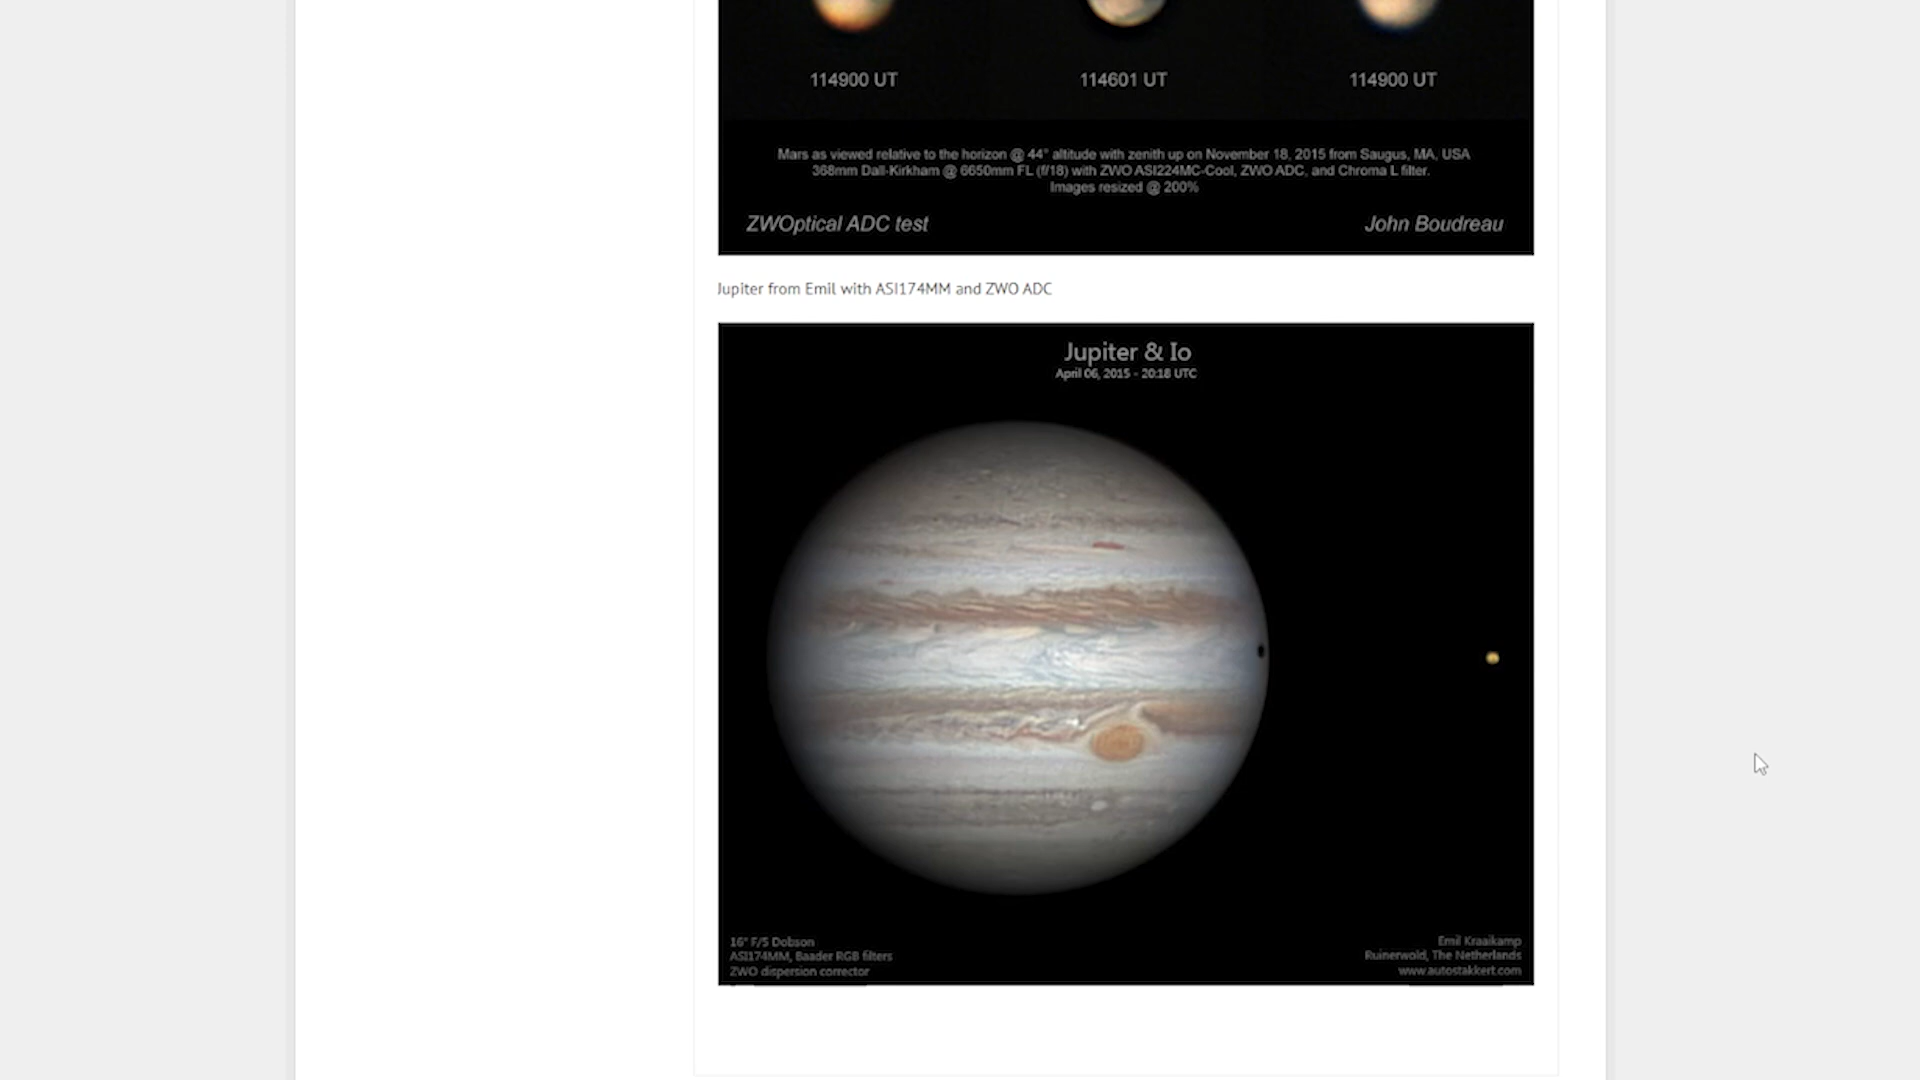 114900 UT 114601 UT 114900 UT
Mars as viewed relative to the horizon @ 44° altitude with zenith up on November 18, 2015 from Saugus, MA, USA
368mm Dall-Kirkham @ 6650mm FL (f/18) with ZWO ASI224MC-Cool, ZWO ADC, and Chroma L filter.
Images resized @ 200%
ZWOptical ADC test
John Boudreau
Jupiter from Emil with ASI174MM and ZWO ADC
Jupiter & Io
April 06, 2015 - 20:18 UTC
16" F/5 Dobson
ASI174MM, Baader RGB filters
ZWO dispersion corrector
Emil Kraaikamp
Ruinerwold, The Netherlands
www.autostakkert.com